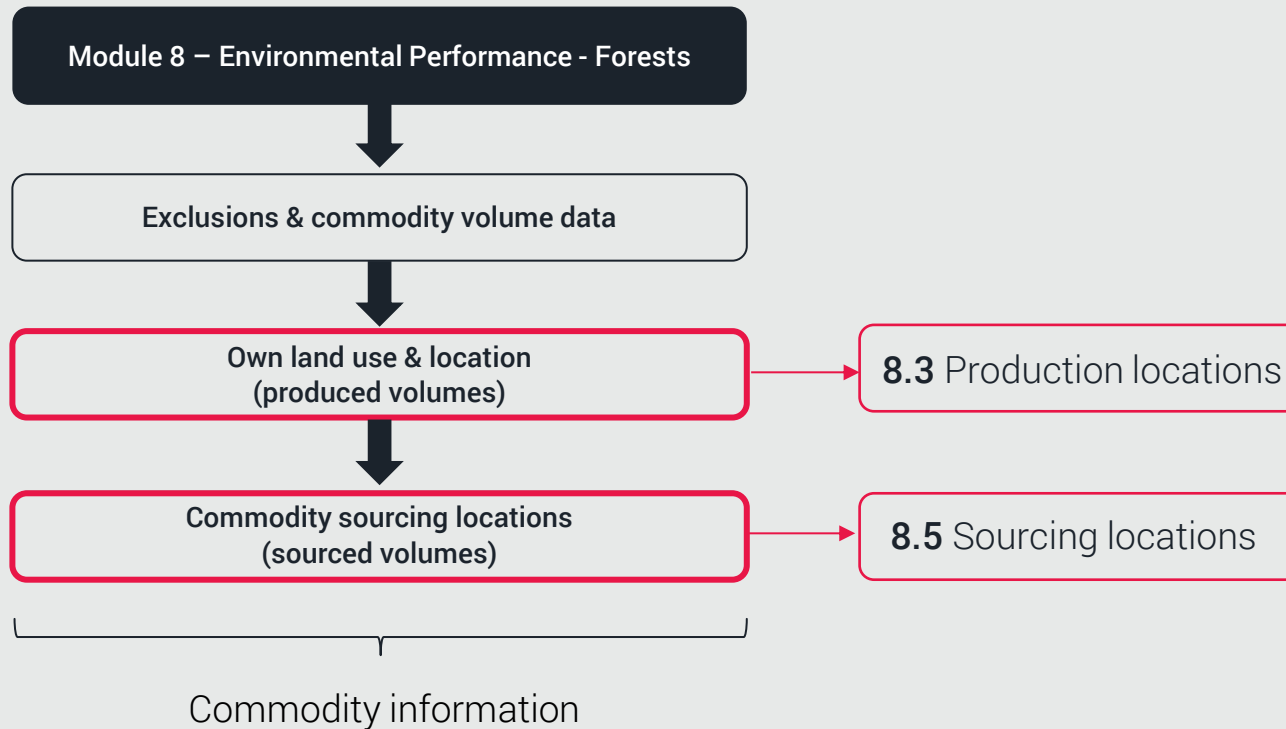 Module 8 – Environmental Performance - Forests
Exclusions & commodity volume data
Own land use & location
(produced volumes)
8.3 Production locations
Commodity sourcing locations
(sourced volumes)
8.5 Sourcing locations
Commodity information